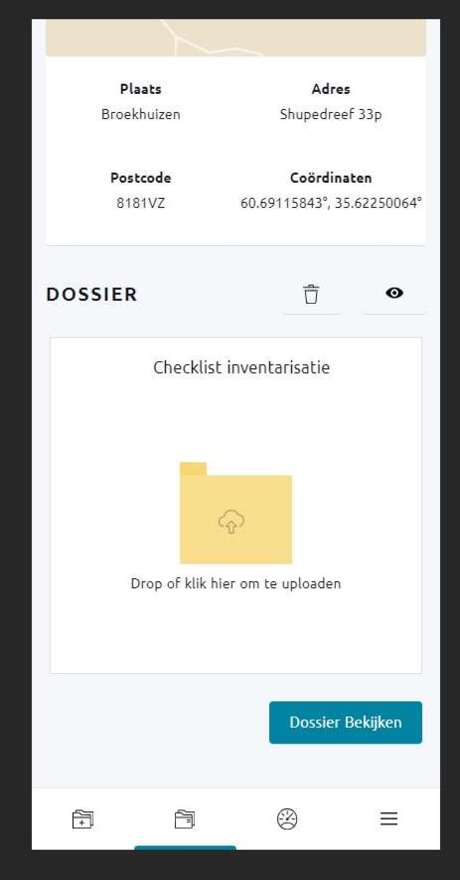 Plaats
Adres
Broekhuizen
Shupedreef 33p
Postcode
Coördinaten
8181VZ
60.69115843°, 35.62250064°
DOSSIER
Checklist inventarisatie
Drop of klik hier om te uploaden
Dossier Bekijken